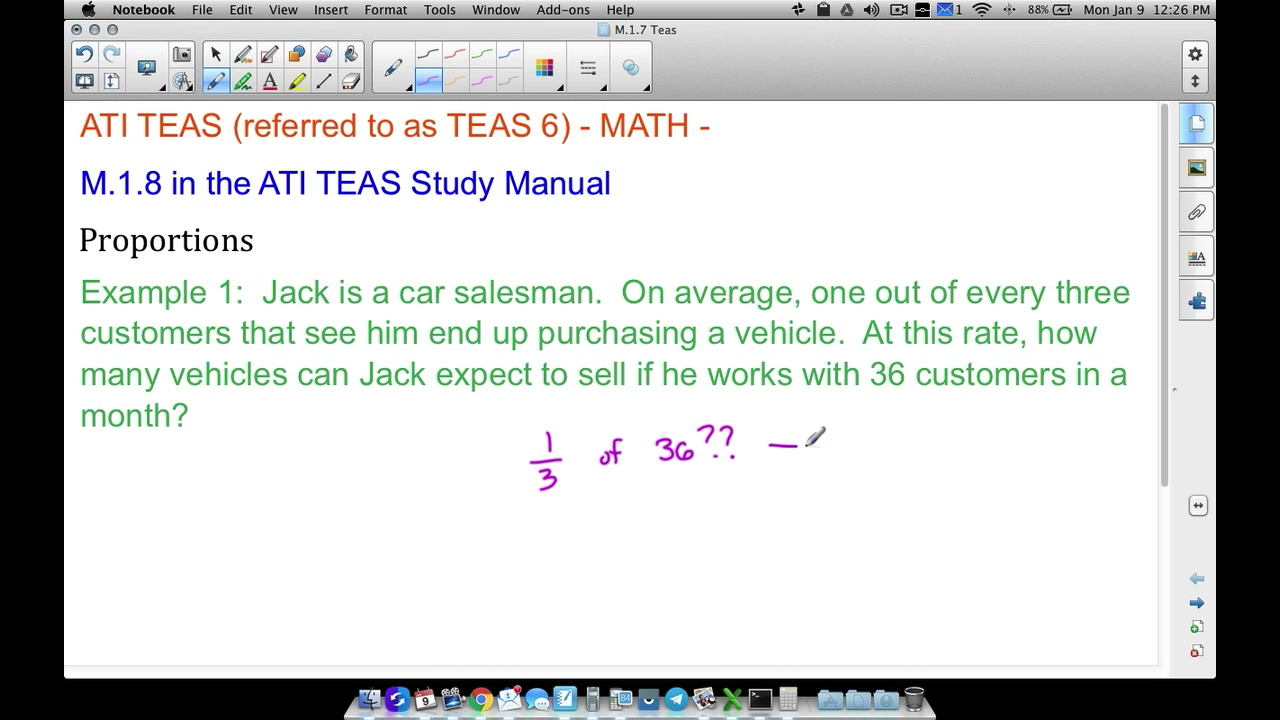 Notebook File Edit View Insert Format Tools Window Add-ons Help 1 88% Mon Jan 9 12:26 PM
M.1.7 Teas
ATI TEAS (referred to as TEAS 6) - MATH -
M.1.8 in the ATI TEAS Study Manual
Proportions
Example 1: Jack is a car salesman. On average, one out of every three
customers that see him end up purchasing a vehicle. At this rate, how
many vehicles can Jack expect to sell if he works with 36 customers in a
month?
1/3 of 36?? —